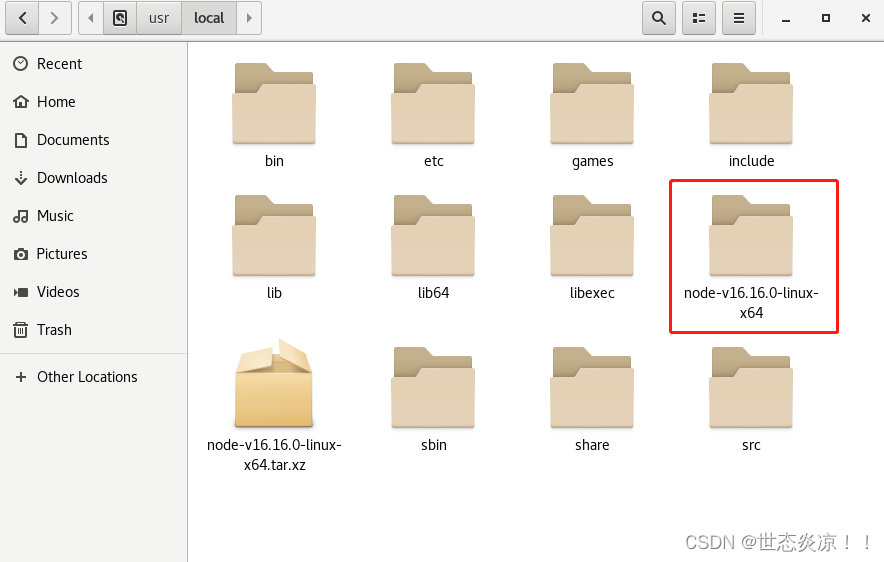 usr
local
Recent
Home
Documents
Downloads
Music
Pictures
Videos
Trash
Other Locations
bin
etc
games
include
lib
lib64
libexec
node-v16.16.0-linux-
x64
node-v16.16.0-linux-
x64.tar.xz
sbin
share
src
CSDN @世态炎凉！！